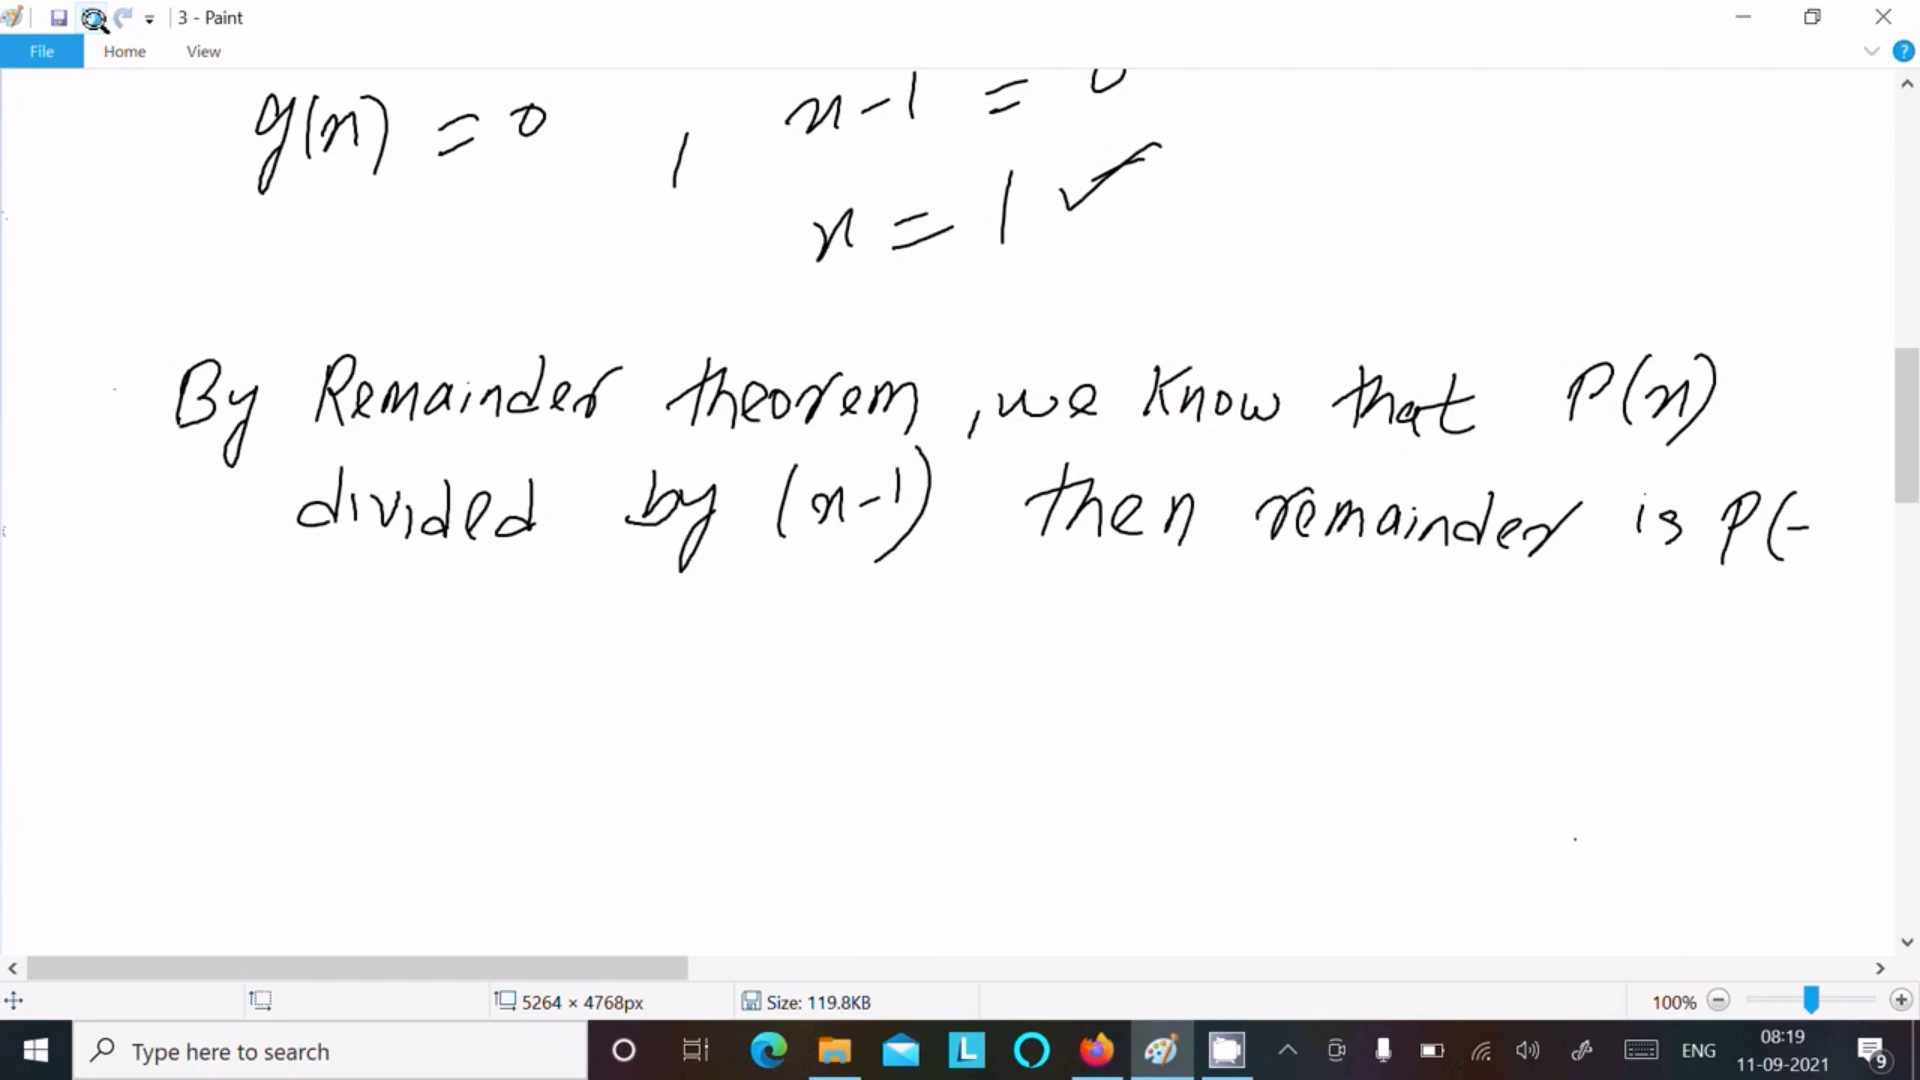 3 - Paint
File Home View
g(x) = 0 , x-1 = 0
x = 1 ✓
By Remainder theorem, we know that P(x)
divided by (x-1) then remainder is P(-
5264 × 4768px Size: 119.8KB 100%
Type here to search L ENG 08:19
11-09-2021 9